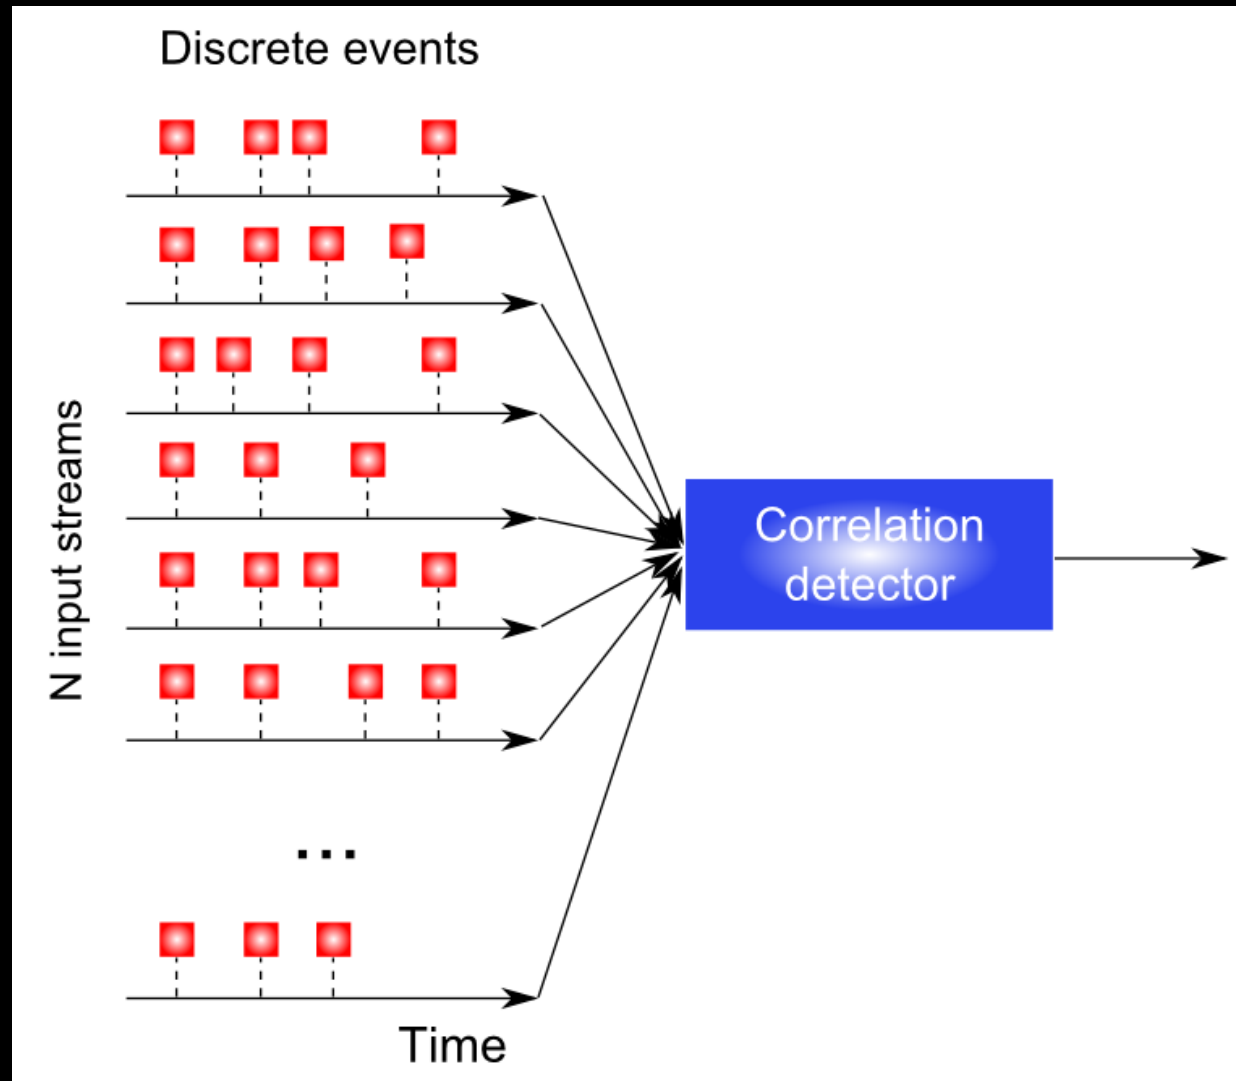 Discrete events
N input streams
Correlation
detector
...
Time